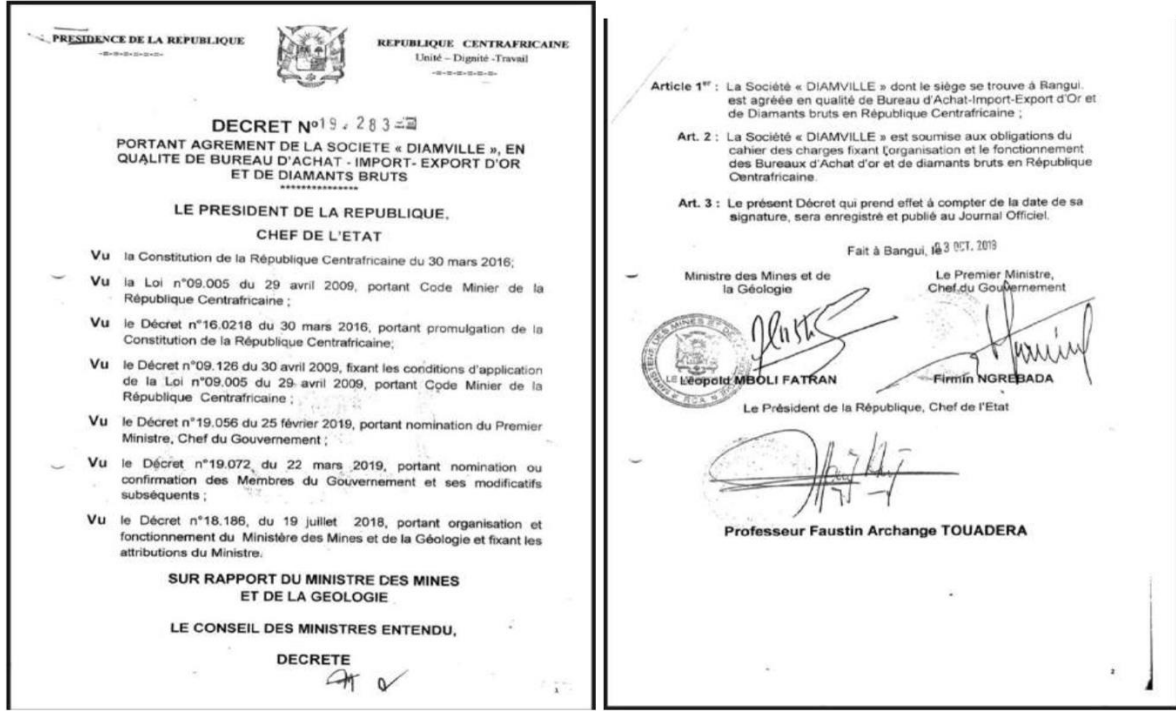 PRESIDENCE DE LA REPUBLIQUE
-=-=-=-=-=-=-
REPUBLIQUE CENTRAFRICAINE
Unité – Dignité -Travail
-=-=-=-=-=-=-
DECRET Nº19.283
PORTANT AGREMENT DE LA SOCIETE « DIAMVILLE », EN
QUALITE DE BUREAU D'ACHAT - IMPORT- EXPORT D'OR
ET DE DIAMANTS BRUTS
***************
LE PRESIDENT DE LA REPUBLIQUE,
CHEF DE L'ETAT
Vu la Constitution de la République Centrafricaine du 30 mars 2016;
Vu la Loi n°09.005 du 29 avril 2009, portant Code Minier de la
République Centrafricaine ;
Vu le Décret n°16.0218 du 30 mars 2016, portant promulgation de la
Constitution de la République Centrafricaine;
Vu le Décret n°09.126 du 30 avril 2009, fixant les conditions d'application
de la Loi n°09.005 du 29 avril 2009, portant Code Minier de la
République Centrafricaine ;
Vu le Décret n°19.056 du 25 février 2019, portant nomination du Premier
Ministre, Chef du Gouvernement ;
Vu le Décret n°19.072 du 22 mars 2019, portant nomination ou
confirmation des Membres du Gouvernement et ses modificatifs
subséquents ;
Vu le Décret n°18.186, du 19 juillet 2018, portant organisation et
fonctionnement du Ministère des Mines et de la Géologie et fixant les
attributions du Ministre.
SUR RAPPORT DU MINISTRE DES MINES
ET DE LA GEOLOGIE
LE CONSEIL DES MINISTRES ENTENDU,
DECRETE
1
Article 1er : La Société « DIAMVILLE » dont le siège se trouve à Bangui,
est agréée en qualité de Bureau d'Achat-Import-Export d'Or et
de Diamants bruts en République Centrafricaine ;
Art. 2 : La Société « DIAMVILLE » est soumise aux obligations du
cahier des charges fixant l'organisation et le fonctionnement
des Bureaux d'Achat d'or et de diamants bruts en République
Centrafricaine.
Art. 3 : Le présent Décret qui prend effet à compter de la date de sa
signature, sera enregistré et publié au Journal Officiel.
Fait à Bangui, le 03 OCT. 2019
Ministre des Mines et de
la Géologie
Le Premier Ministre,
Chef du Gouvernement
Léopold MBOLI FATRAN
Firmin NGREBADA
Le Président de la République, Chef de l'Etat
Professeur Faustin Archange TOUADERA
2